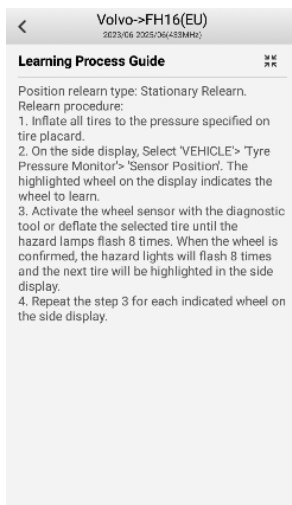 Volvo->FH16(EU)
2023/06 2025/06(433MHz)
Learning Process Guide
Position relearn type: Stationary Relearn.
Relearn procedure:
1. Inflate all tires to the pressure specified on
tire placard.
2. On the side display, Select 'VEHICLE'> 'Tyre
Pressure Monitor'> 'Sensor Position'. The
highlighted wheel on the display indicates the
wheel to learn.
3. Activate the wheel sensor with the diagnostic
tool or deflate the selected tire until the
hazard lamps flash 8 times. When the wheel is
confirmed, the hazard lights will flash 8 times
and the next tire will be highlighted in the side
display.
4. Repeat the step 3 for each indicated wheel on
the side display.